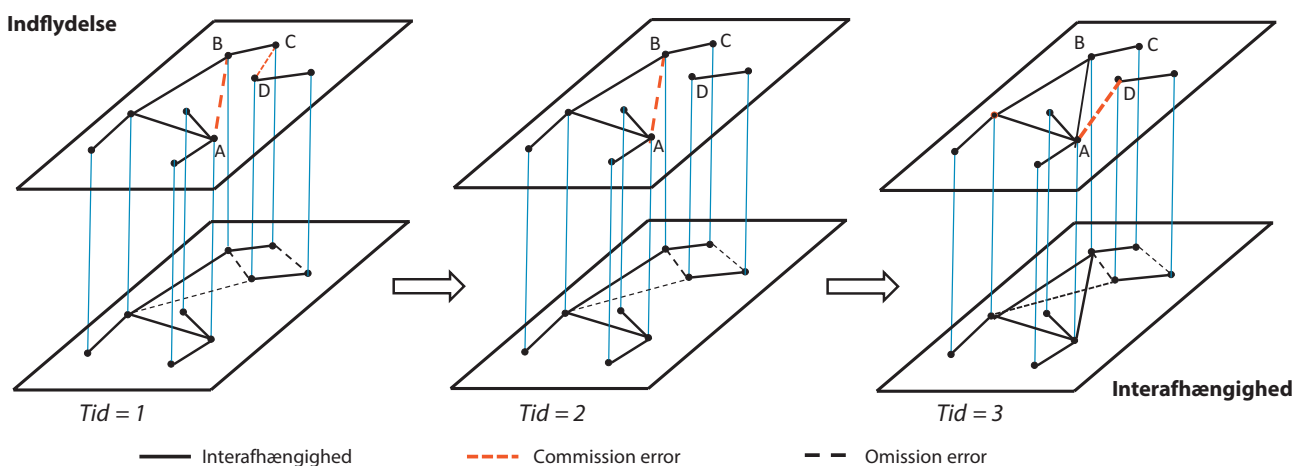 Indflydelse
B
C
D
A
B
C
D
A
B
C
D
A
Interafhængighed
Tid = 1
Tid = 2
Tid = 3
Interafhængighed
Commission error
Omission error